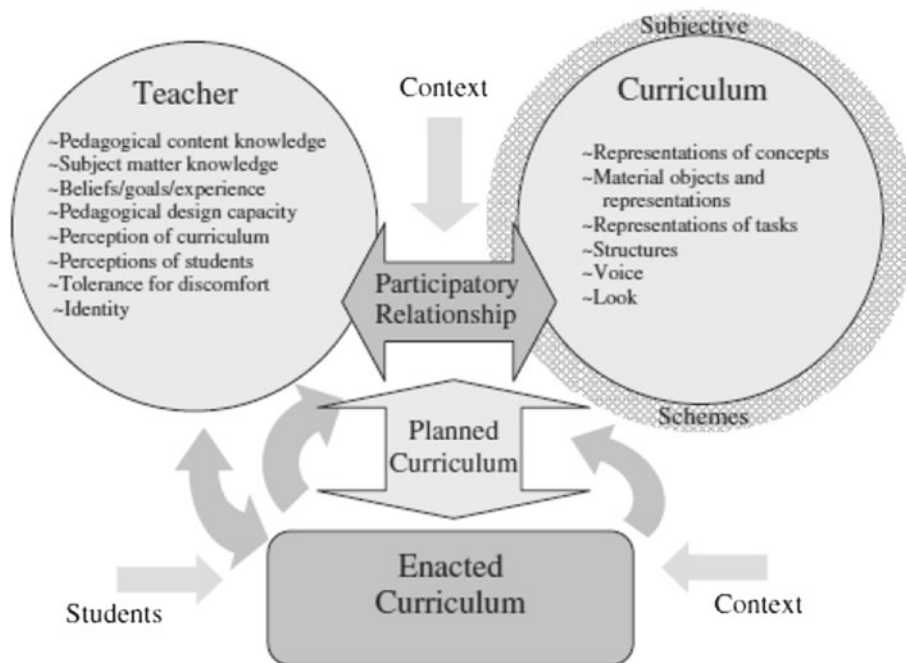 Subjective
Teacher
~Pedagogical content knowledge
~Subject matter knowledge
~Beliefs/goals/experience
~Pedagogical design capacity
~Perception of curriculum
~Perceptions of students
~Tolerance for discomfort
~Identity
Context
Curriculum
~Representations of concepts
~Material objects and
representations
~Representations of tasks
~Structures
~Voice
~Look
Participatory
Relationship
Schemes
Planned
Curriculum
Enacted
Curriculum
Students
Context